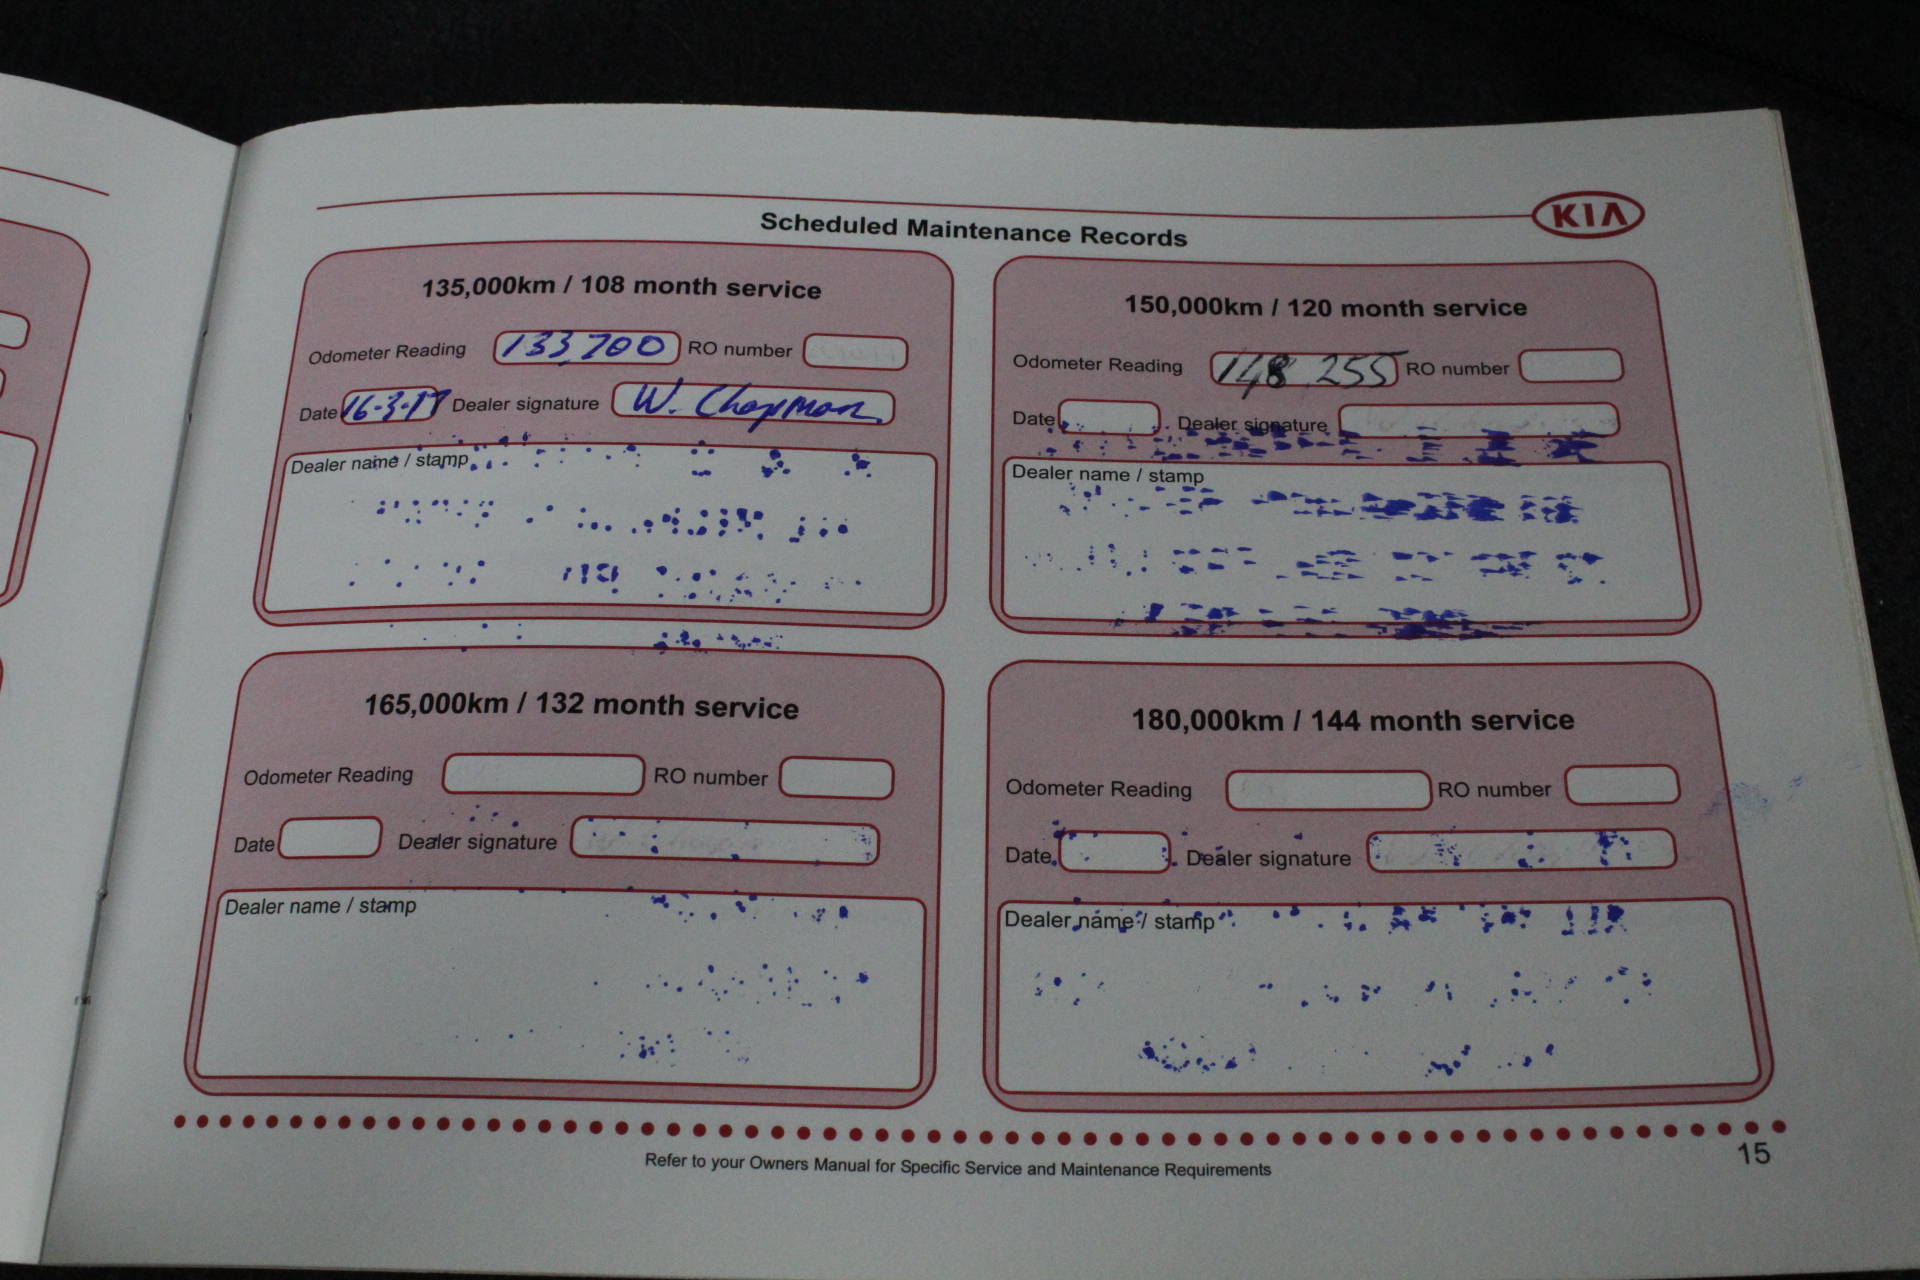 KIA
Scheduled Maintenance Records
135,000km / 108 month service
Odometer Reading 133,700 RO number
Date 16-3-17 Dealer signature W. Chapman
Dealer name / stamp
150,000km / 120 month service
Odometer Reading 148,255 RO number
Date Dealer signature
Dealer name / stamp
165,000km / 132 month service
Odometer Reading RO number
Date Dealer signature
Dealer name / stamp
180,000km / 144 month service
Odometer Reading RO number
Date Dealer signature
Dealer name / stamp
Refer to your Owners Manual for Specific Service and Maintenance Requirements
15